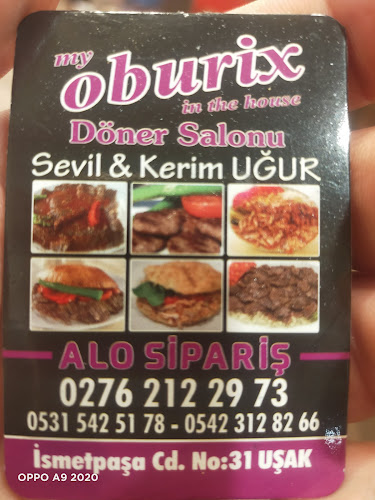 my
oburix
in the house
Döner Salonu
Sevil & Kerim UĞUR
ALO SİPARİŞ
0276 212 29 73
0531 542 51 78 - 0542 312 82 66
İsmetpaşa Cd. No:31 UŞAK
OPPO A9 2020